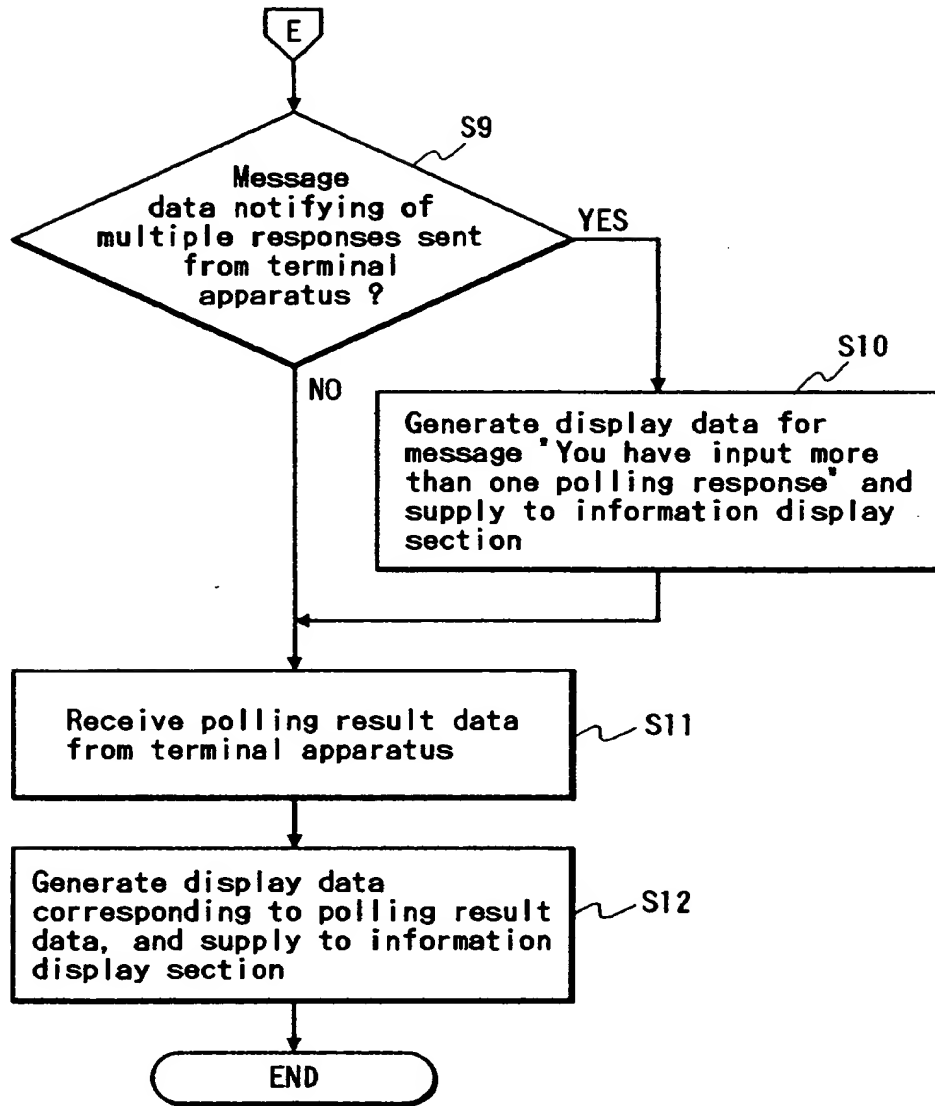 E
S9
Message
data notifying of
multiple responses sent
from terminal
apparatus ?
YES
NO
S10
Generate display data for
message "You have input more
than one polling response" and
supply to information display
section
Receive polling result data
from terminal apparatus
S11
Generate display data
corresponding to polling result
data, and supply to information
display section
S12
END